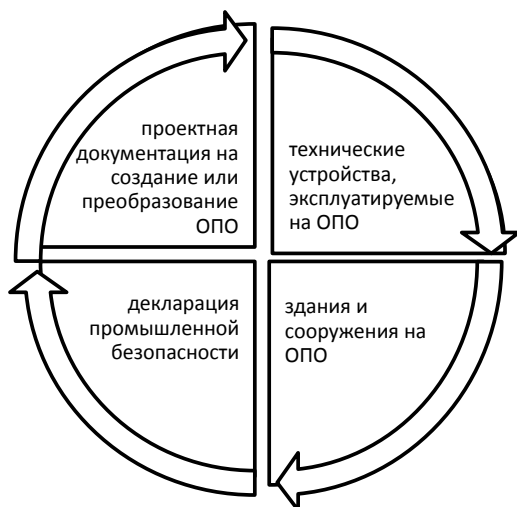 проектная
документация на
создание или
преобразование
ОПО
технические
устройства,
эксплуатируемые
на ОПО
декларация
промышленной
безопасности
здания и
сооружения на
ОПО